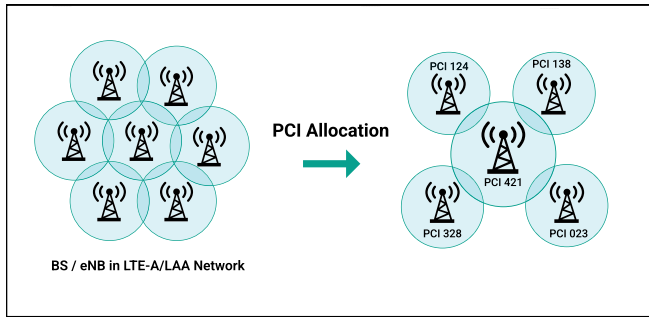 PCI 124
PCI 138
PCI Allocation
PCI 421
PCI 328
PCI 023
BS / eNB in LTE-A/LAA Network